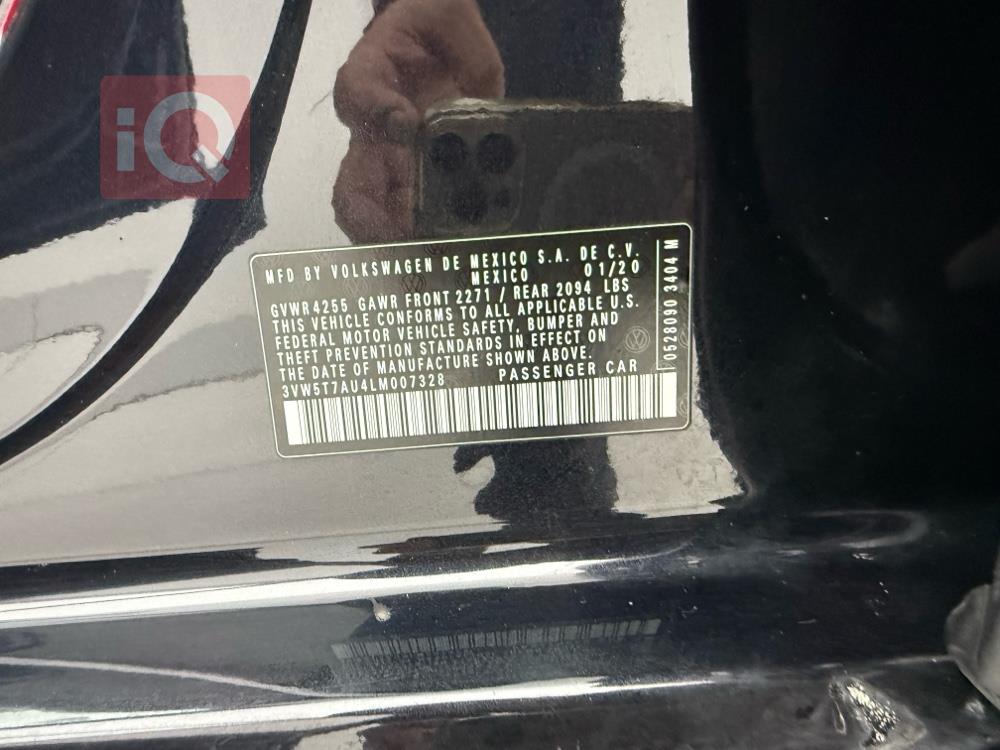 iQ
MFD BY VOLKSWAGEN DE MEXICO S.A. DE C.V.
MEXICO 01/20
GVWR 4255 GAWR FRONT 2271 / REAR 2094 LBS
THIS VEHICLE CONFORMS TO ALL APPLICABLE U.S.
FEDERAL MOTOR VEHICLE SAFETY, BUMPER AND
THEFT PREVENTION STANDARDS IN EFFECT ON
THE DATE OF MANUFACTURE SHOWN ABOVE.
3VW5T7AU4LM007328 PASSENGER CAR
0528090 3404 M